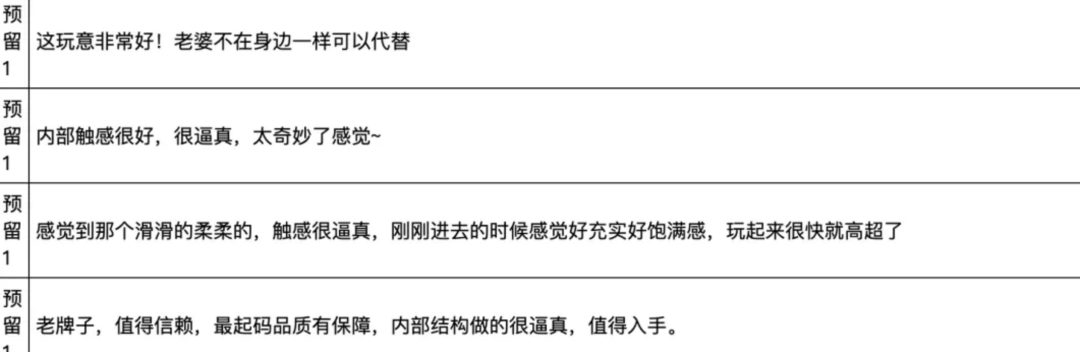 预
留
1
这玩意非常好！老婆不在身边一样可以代替
预
留
1
内部触感很好，很逼真，太奇妙了感觉~
预
留
1
感觉到那个滑滑的柔柔的，触感很逼真，刚刚进去的时候感觉好充实好饱满感，玩起来很快就高超了
预
留
1
老牌子，值得信赖，最起码品质有保障，内部结构做的很逼真，值得入手。